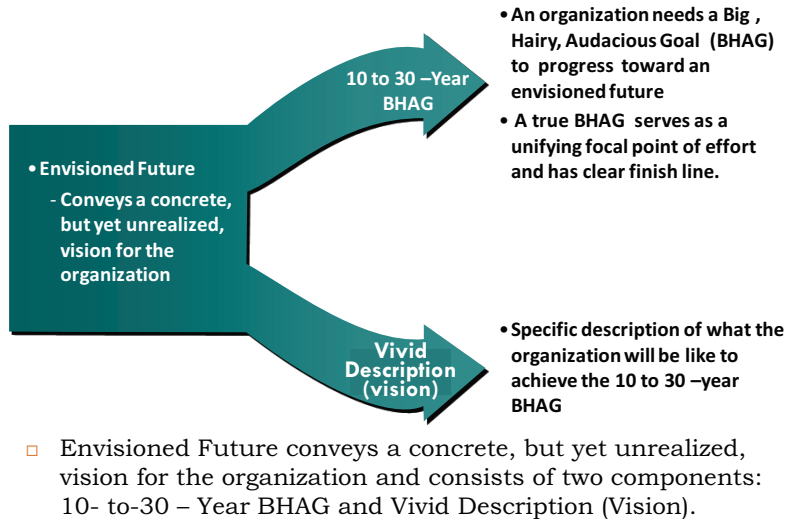 • Envisioned Future
- Conveys a concrete,
but yet unrealized,
vision for the
organization
10 to 30 –Year
BHAG
• An organization needs a Big ,
Hairy, Audacious Goal (BHAG)
to progress toward an
envisioned future
• A true BHAG serves as a
unifying focal point of effort
and has clear finish line.
Vivid
Description
(vision)
• Specific description of what the
organization will be like to
achieve the 10 to 30 –year
BHAG
□ Envisioned Future conveys a concrete, but yet unrealized,
vision for the organization and consists of two components:
10- to-30 – Year BHAG and Vivid Description (Vision).